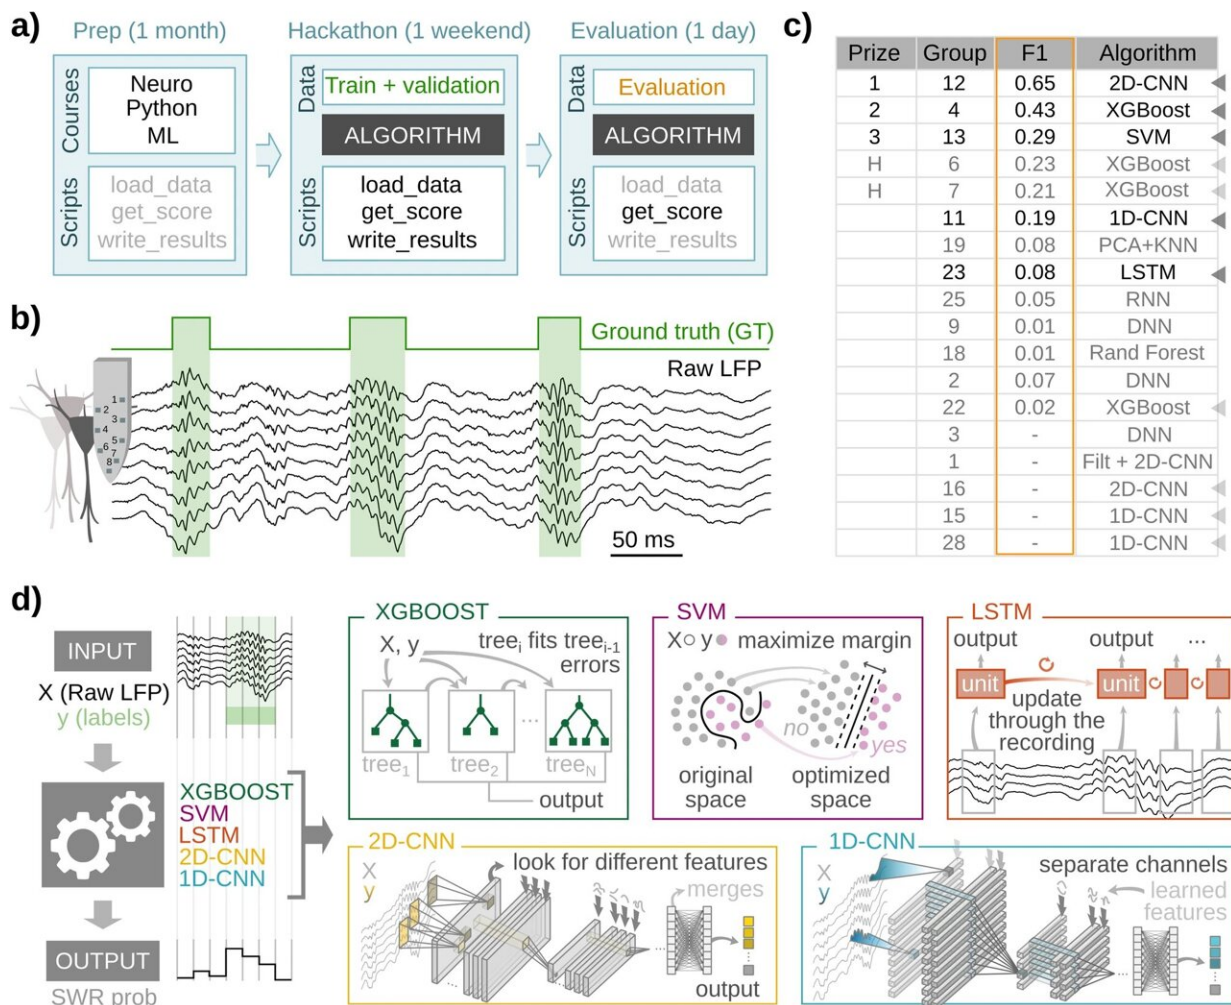 a)
Prep (1 month)
Courses
Neuro
Python
ML
Scripts
load_data
get_score
write_results
Hackathon (1 weekend)
Data
Train + validation
ALGORITHM
Scripts
load_data
get_score
write_results
Evaluation (1 day)
Data
Evaluation
ALGORITHM
Scripts
load_data
get_score
write_results
b)
Ground truth (GT)
Raw LFP
1
2
3
4
5
6
7
8
50 ms
c)
Prize Group F1 Algorithm
1 12 0.65 2D-CNN
2 4 0.43 XGBoost
3 13 0.29 SVM
H 6 0.23 XGBoost
H 7 0.21 XGBoost
11 0.19 1D-CNN
19 0.08 PCA+KNN
23 0.08 LSTM
25 0.05 RNN
9 0.01 DNN
18 0.01 Rand Forest
2 0.07 DNN
22 0.02 XGBoost
3 - DNN
1 - Filt + 2D-CNN
16 - 2D-CNN
15 - 1D-CNN
28 - 1D-CNN
d)
INPUT
X (Raw LFP)
y (labels)
XGBOOST
SVM
LSTM
2D-CNN
1D-CNN
OUTPUT
SWR prob
XGBOOST
X, y
tree_i fits tree_i-1
errors
...
tree_1
tree_2
tree_N
output
SVM
X y maximize margin
no
yes
original
space
optimized
space
LSTM
output
output
...
unit
unit
update
through the
recording
2D-CNN
X
y
look for different features
merges
...
...
...
output
1D-CNN
X
y
separate channels
learned
features
...
...
...